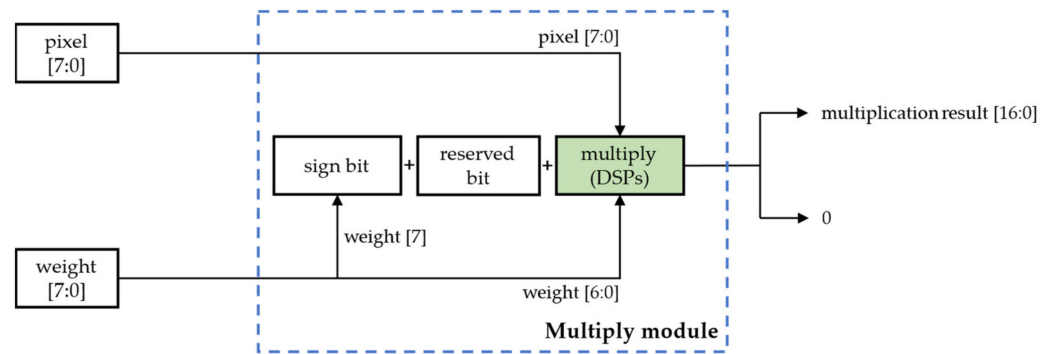 pixel
[7:0]
pixel [7:0]
multiplication result [16:0]
sign bit
+
reserved
bit
+
multiply
(DSPs)
weight [7]
0
weight
[7:0]
weight [6:0]
Multiply module